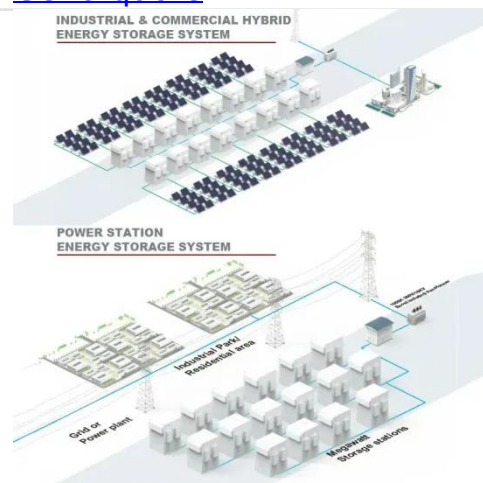 INDUSTRIAL & COMMERCIAL HYBRID
ENERGY STORAGE SYSTEM
POWER STATION
ENERGY STORAGE SYSTEM
Industrial Park/
Residential area
Grid or
Power plant
Megawatt
Storage stations